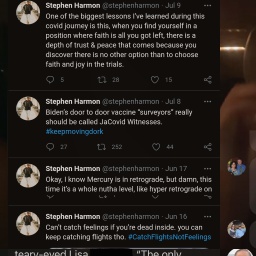 Stephen Harmon @stephenharmon · Jul 9
One of the biggest lessons I've learned during this
covid journey is this, when you find yourself in a
position where faith is all you got left, there is a
depth of trust & peace that comes because you
discover there is no other option than to choose
faith and joy in the trials.
5 28 15
Stephen Harmon @stephenharmon · Jul 8
Biden's door to door vaccine "surveyors" really
should be called JaCovid Witnesses.
#keepmovingdork
27 252 44
Stephen Harmon @stephenharmon · Jun 17
Okay, I know Mercury is in retrograde, but damn, this
time it's a whole nutha level, like hyper retrograde on
Stephen Harmon @stephenharmon · Jun 16
Can't catch feelings if you're dead inside. you can
keep catching flights tho. #CatchFlightsNotFeelings
teary-eyed Lisa "The only